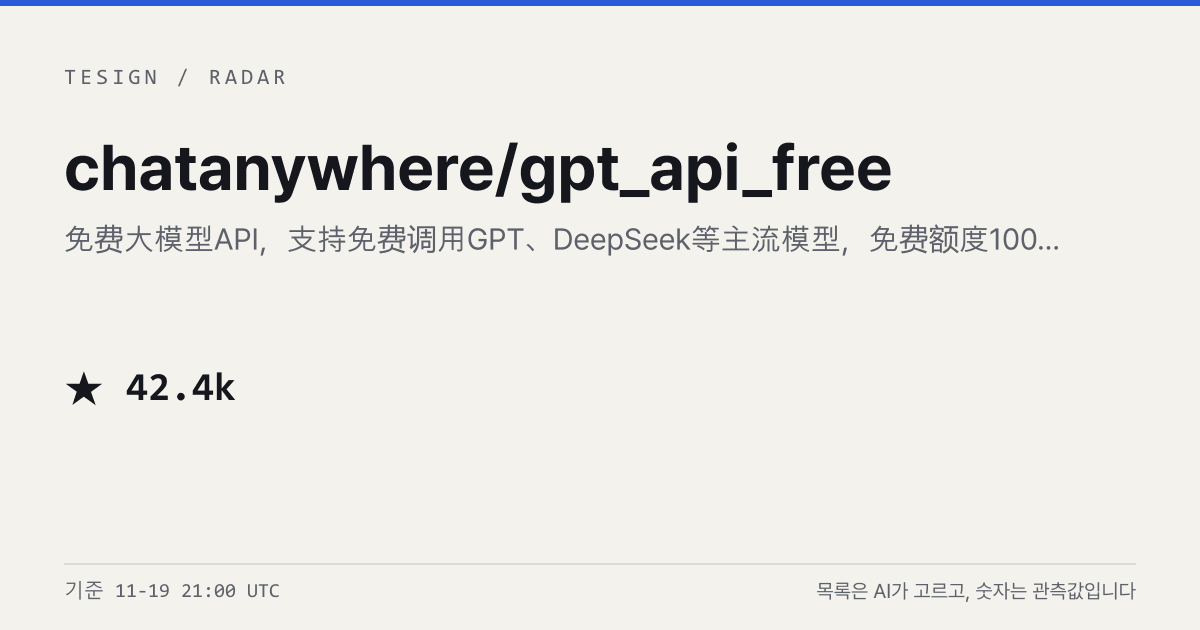 TESIGN / RADAR
chatanywhere/gpt_api_free
免费大模型API，支持免费调用GPT、DeepSeek等主流模型，免费额度100…
★ 42.4k
기준 11-19 21:00 UTC
목록은 AI가 고르고, 숫자는 관측값입니다